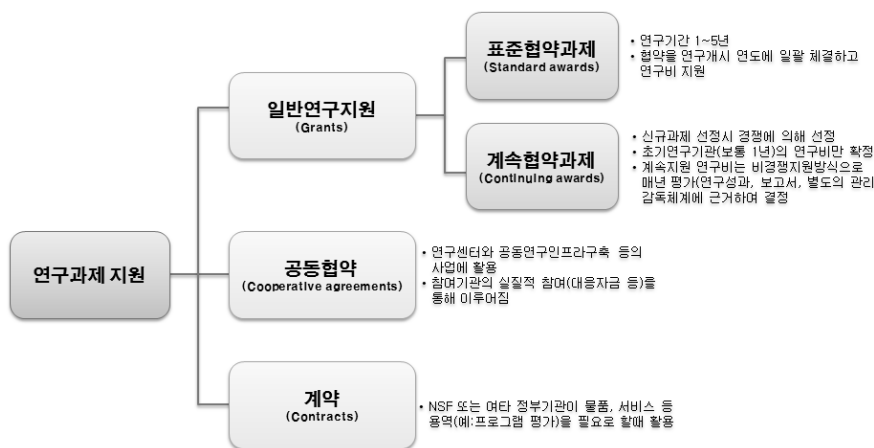 연구과제 지원
일반연구지원
(Grants)
표준협약과제
(Standard awards)
• 연구기간 1~5년
• 협약을 연구개시 연도에 일괄 체결하고
연구비 지원
계속협약과제
(Continuing awards)
• 신규과제 선정시 경쟁에 의해 선정
• 초기연구기관(보통 1년)의 연구비만 확정
• 계속지원 연구비는 비경쟁지원방식으로
매년 평가(연구성과, 보고서, 별도의 관리
감독체계에 근거하며 결정
공동협약
(Cooperative agreements)
• 연구센터와 공동연구인프라구축 등의
사업에 활용
• 참여기관의 실질적 참여(대응자금 등)를
통해 이루어짐
계약
(Contracts)
• NSF 또는 여타 정부기관이 물품, 서비스 등
용역(예:프로그램 평가)을 필요로 할때 활용